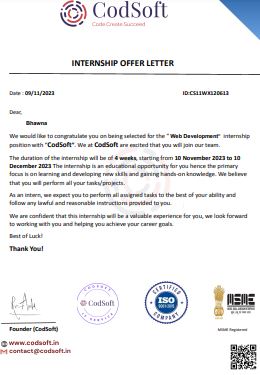 CodSoft
Code Create Succeed
INTERNSHIP OFFER LETTER
Date : 09/11/2023 ID:CS11WX120613
Dear,
Bhawna
We would like to congratulate you on being selected for the " Web Development" internship
position with "CodSoft". We at CodSoft are excited that you will join our team.
The duration of the internship will be of 4 weeks, starting from 10 November 2023 to 10
December 2023 The internship is an educational opportunity for you hence the primary
focus is on learning and developing new skills and gaining hands-on knowledge. We believe
that you will perform all your tasks/projects.
As an intern, we expect you to perform all assigned tasks to the best of your ability and
follow any lawful and reasonable instructions provided to you.
We are confident that this internship will be a valuable experience for you, we look forward
to working with you and helping you achieve your career goals.
Best of Luck!
Thank You!
CodSoft
CERTIFIED
ISO
9001:2015
COMPANY
MSME
Founder (CodSoft) MSME Registered
www.codsoft.in
contact@codsoft.in